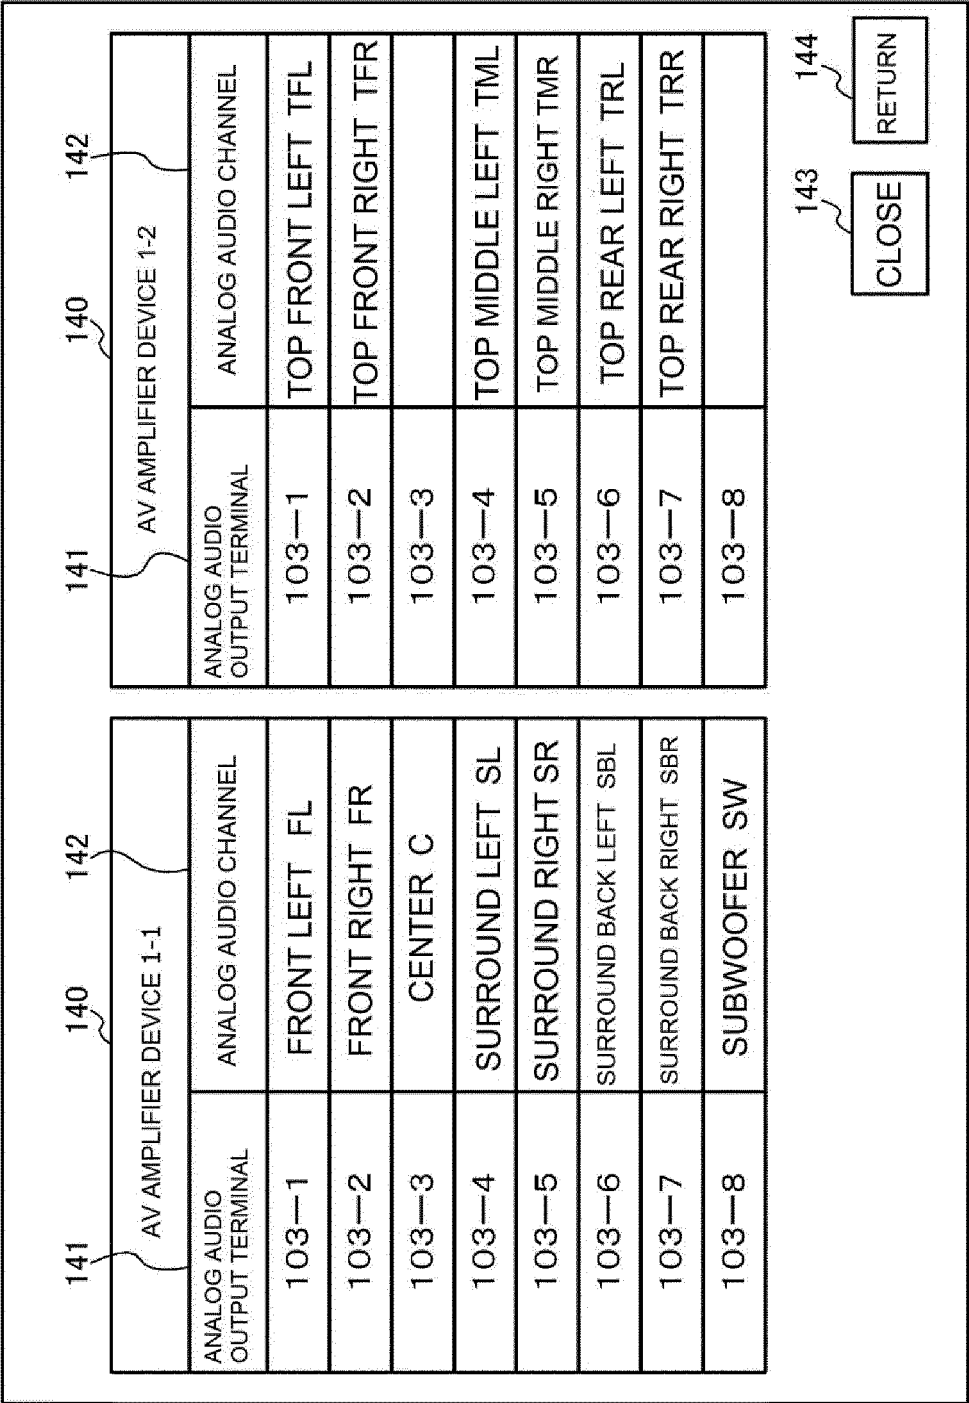 140
AV AMPLIFIER DEVICE 1-1
141
142
ANALOG AUDIO
OUTPUT TERMINAL
ANALOG AUDIO CHANNEL
103—1 FRONT LEFT FL
103—2 FRONT RIGHT FR
103—3 CENTER C
103—4 SURROUND LEFT SL
103—5 SURROUND RIGHT SR
103—6 SURROUND BACK LEFT SBL
103—7 SURROUND BACK RIGHT SBR
103—8 SUBWOOFER SW
140
AV AMPLIFIER DEVICE 1-2
141
142
ANALOG AUDIO
OUTPUT TERMINAL
ANALOG AUDIO CHANNEL
103—1 TOP FRONT LEFT TFL
103—2 TOP FRONT RIGHT TFR
103—3
103—4 TOP MIDDLE LEFT TML
103—5 TOP MIDDLE RIGHT TMR
103—6 TOP REAR LEFT TRL
103—7 TOP REAR RIGHT TRR
103—8
143
144
CLOSE
RETURN